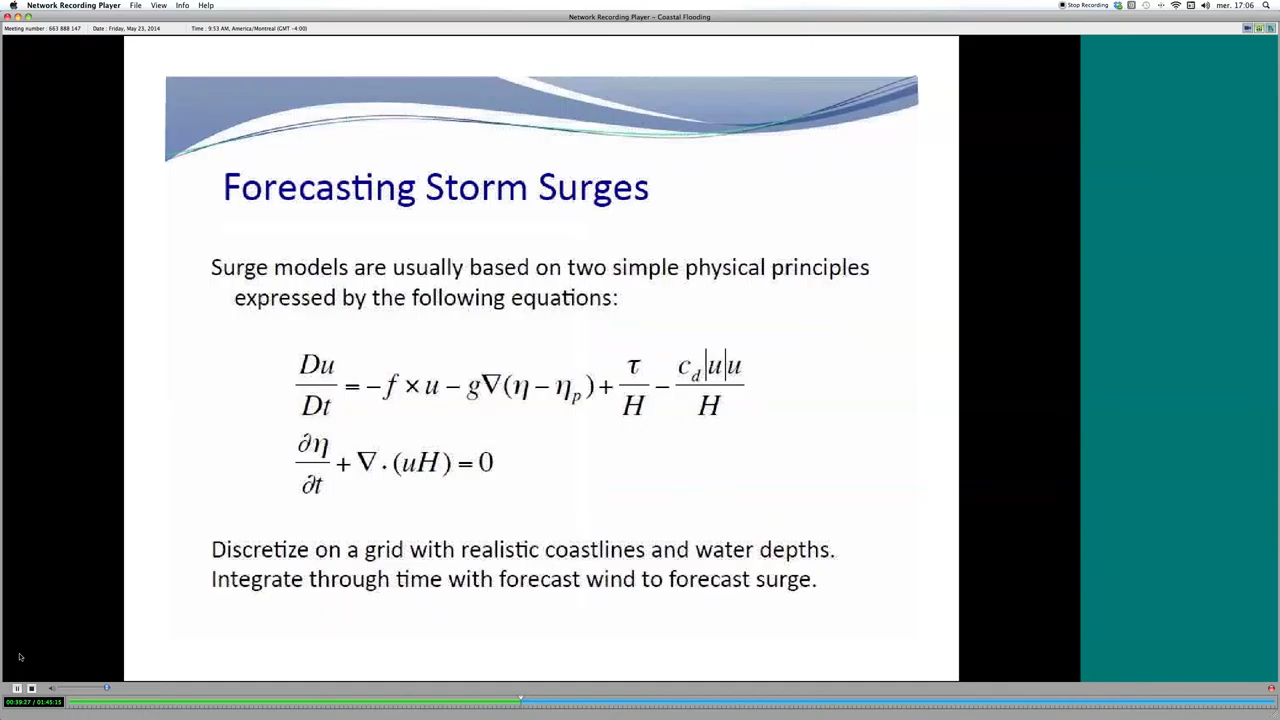 Network Recording Player File View Info Help Stop Recording mer. 17:06
Network Recording Player – Coastal Flooding
Meeting number : 663 888 147 Date : Friday, May 23, 2014 Time : 9:53 AM, America/Montreal (GMT -4:00)
Forecasting Storm Surges
Surge models are usually based on two simple physical principles
expressed by the following equations:
Du/Dt = −f × u − g∇(η − ηp) + τ/H − cd|u|u/H
∂η/∂t + ∇·(uH) = 0
Discretize on a grid with realistic coastlines and water depths.
Integrate through time with forecast wind to forecast surge.
00:39:27 / 01:45:15